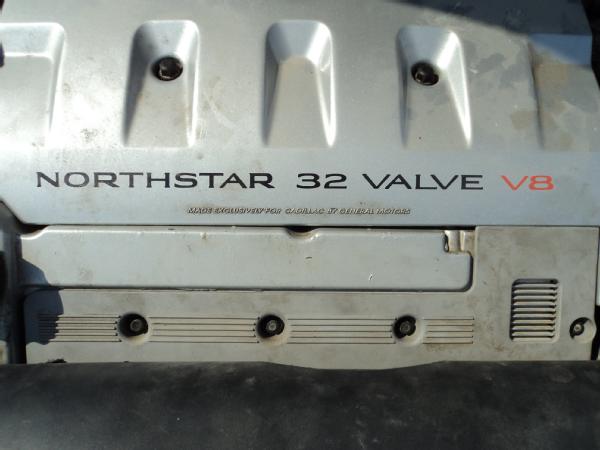 NORTHSTAR 32 VALVE V8
MADE EXCLUSIVELY FOR CADILLAC BY GENERAL MOTORS